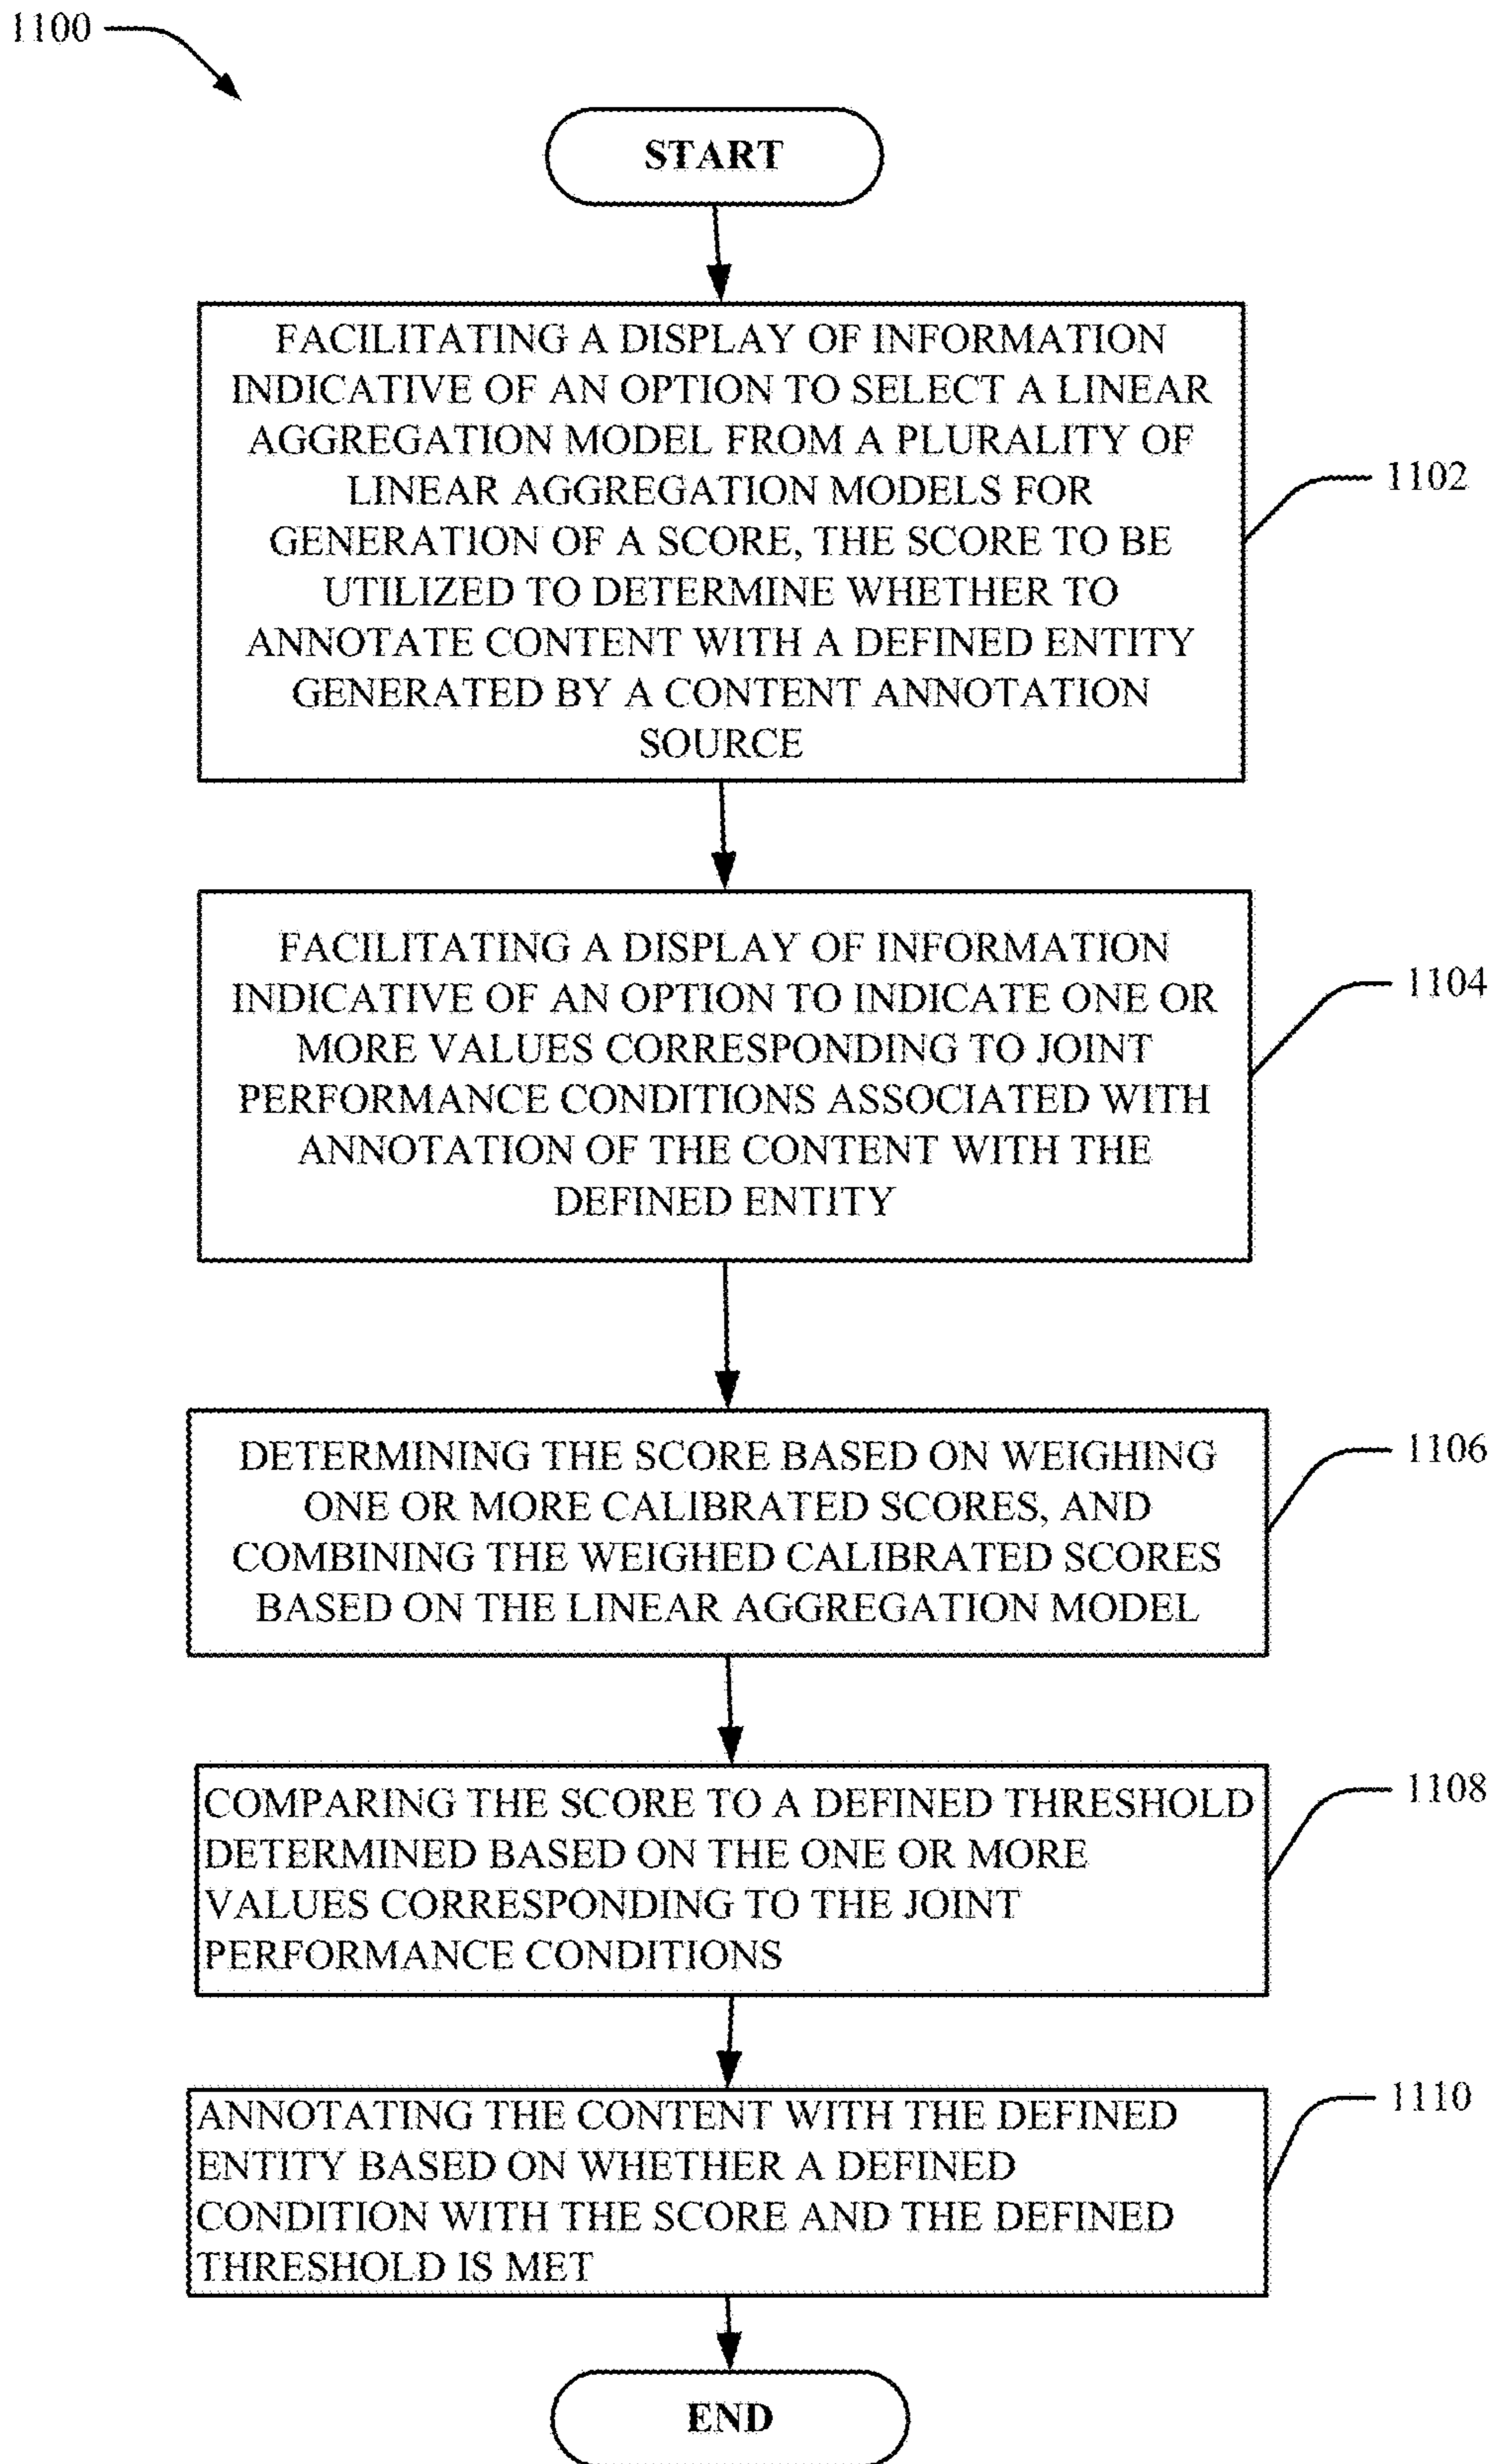 1100
START
FACILITATING A DISPLAY OF INFORMATION
INDICATIVE OF AN OPTION TO SELECT A LINEAR
AGGREGATION MODEL FROM A PLURALITY OF
LINEAR AGGREGATION MODELS FOR
GENERATION OF A SCORE, THE SCORE TO BE
UTILIZED TO DETERMINE WHETHER TO
ANNOTATE CONTENT WITH A DEFINED ENTITY
GENERATED BY A CONTENT ANNOTATION
SOURCE
1102
FACILITATING A DISPLAY OF INFORMATION
INDICATIVE OF AN OPTION TO INDICATE ONE OR
MORE VALUES CORRESPONDING TO JOINT
PERFORMANCE CONDITIONS ASSOCIATED WITH
ANNOTATION OF THE CONTENT WITH THE
DEFINED ENTITY
1104
DETERMINING THE SCORE BASED ON WEIGHING
ONE OR MORE CALIBRATED SCORES, AND
COMBINING THE WEIGHED CALIBRATED SCORES
BASED ON THE LINEAR AGGREGATION MODEL
1106
COMPARING THE SCORE TO A DEFINED THRESHOLD
DETERMINED BASED ON THE ONE OR MORE
VALUES CORRESPONDING TO THE JOINT
PERFORMANCE CONDITIONS
1108
ANNOTATING THE CONTENT WITH THE DEFINED
ENTITY BASED ON WHETHER A DEFINED
CONDITION WITH THE SCORE AND THE DEFINED
THRESHOLD IS MET
1110
END